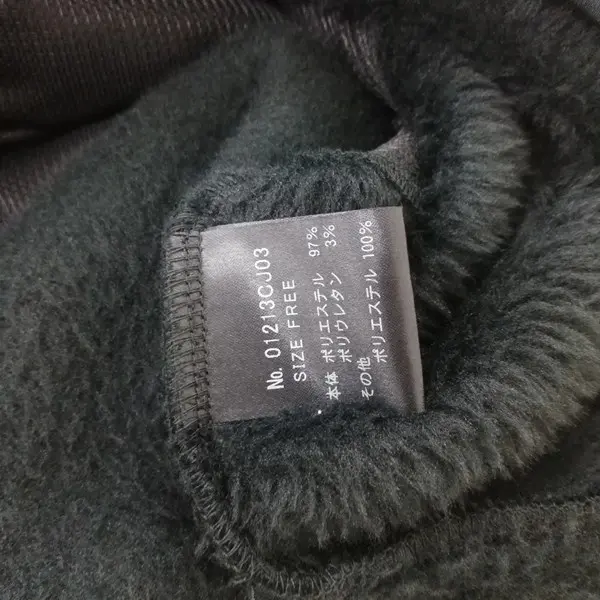 No. 01213CJ03
SIZE FREE
本体 ポリエステル 97%
ポリウレタン 3%
その他 ポリエステル 100%